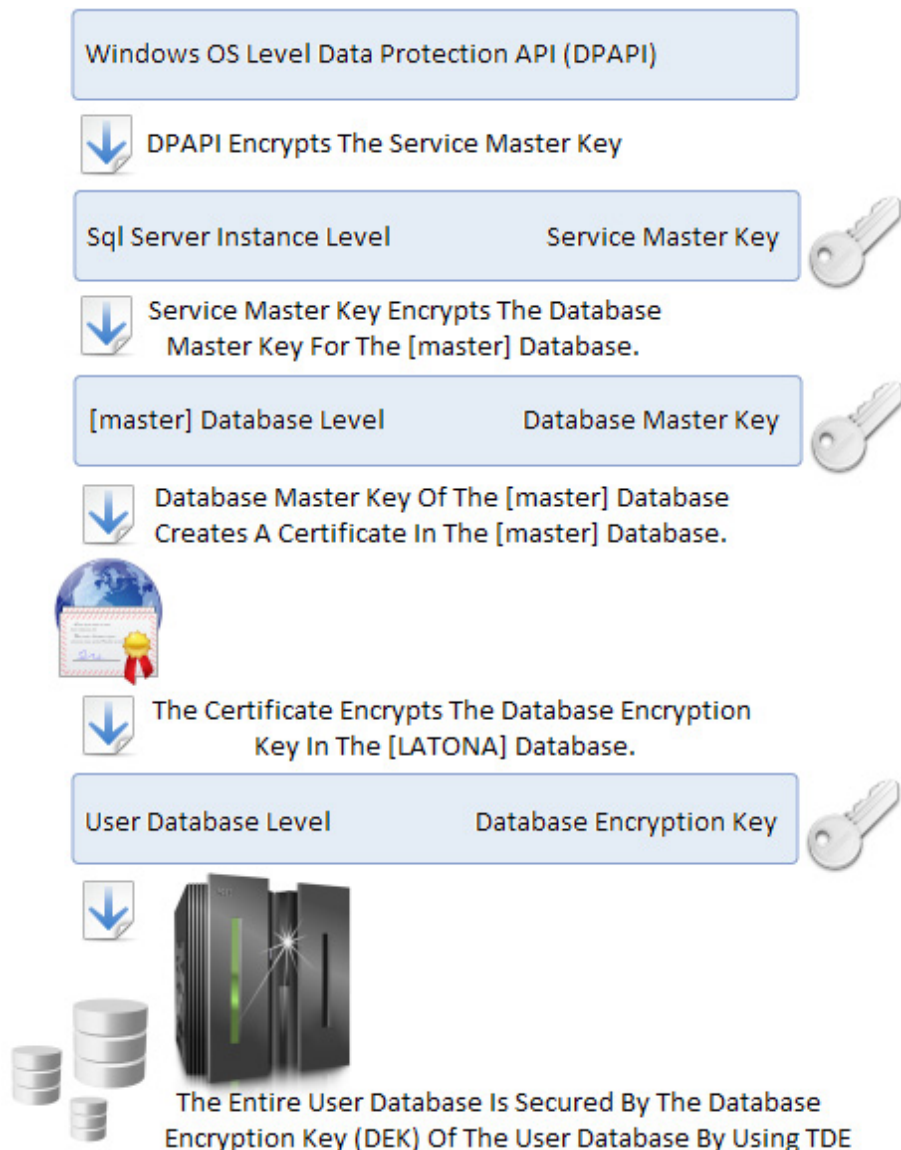 Windows OS Level Data Protection API (DPAPI)
DPAPI Encrypts The Service Master Key
Sql Server Instance Level Service Master Key
Service Master Key Encrypts The Database
Master Key For The [master] Database.
[master] Database Level Database Master Key
Database Master Key Of The [master] Database
Creates A Certificate In The [master] Database.
The Certificate Encrypts The Database Encryption
Key In The [LATONA] Database.
User Database Level Database Encryption Key
The Entire User Database Is Secured By The Database
Encryption Key (DEK) Of The User Database By Using TDE